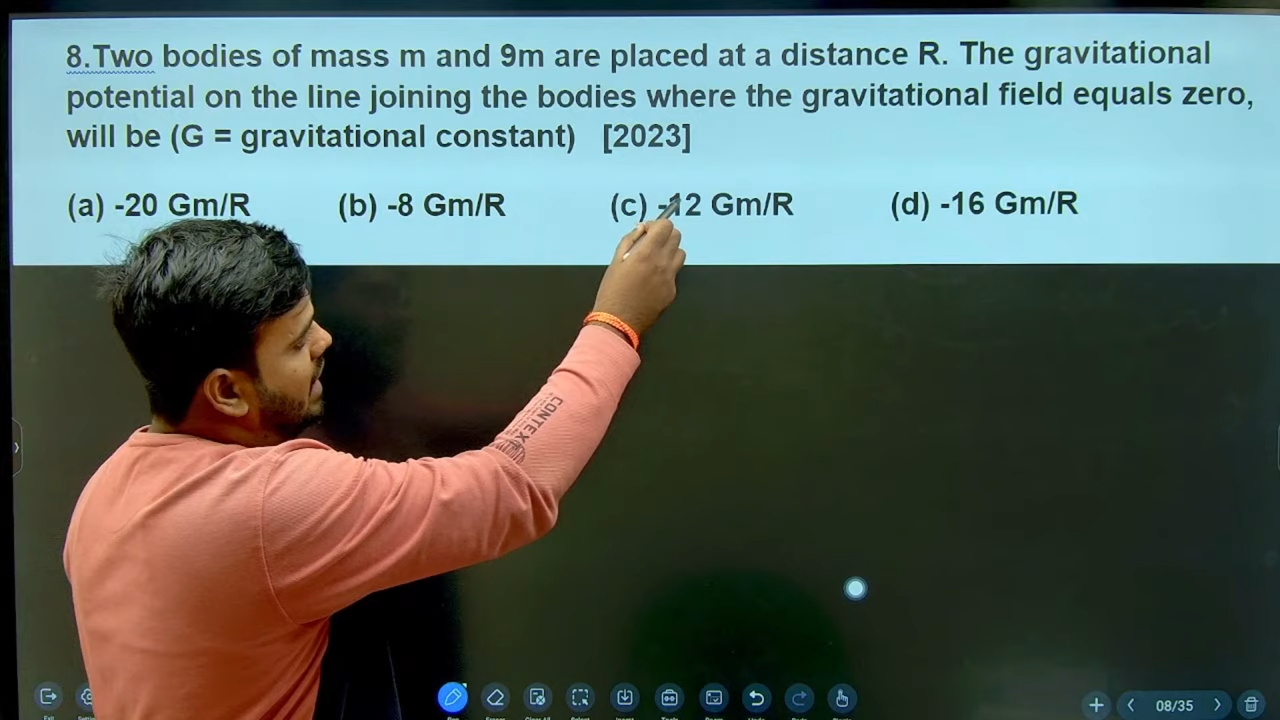 8.Two bodies of mass m and 9m are placed at a distance R. The gravitational
potential on the line joining the bodies where the gravitational field equals zero,
will be (G = gravitational constant) [2023]
(a) -20 Gm/R (b) -8 Gm/R (c) -12 Gm/R (d) -16 Gm/R
CONTEX
08/35